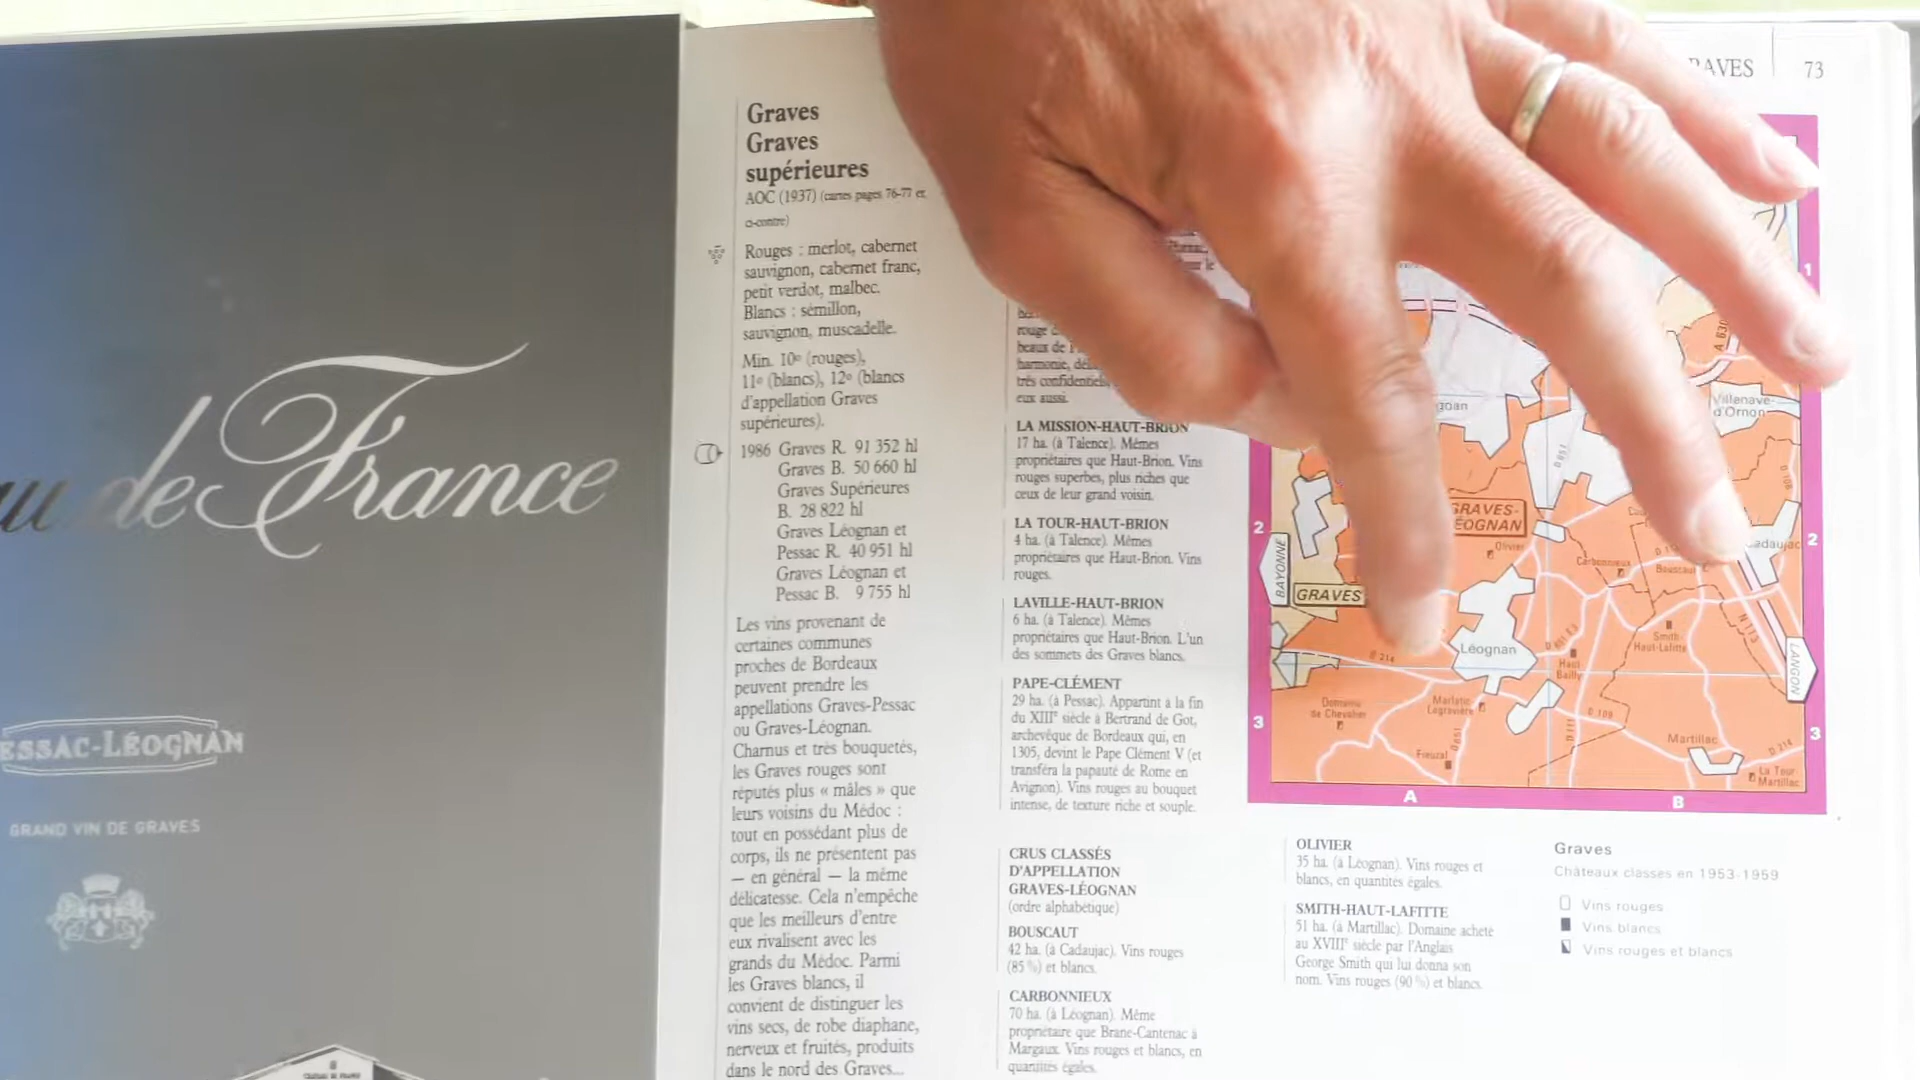 de France
ESSAC-LÉOGNAN
GRAND VIN DE GRAVES
73
Graves
Graves
supérieures
AOC (1937) (cartes pages 76-77 et
ci-contre)
Rouges : merlot, cabernet
sauvignon, cabernet franc,
petit verdot, malbec.
Blancs : sémillon,
sauvignon, muscadelle.
Min. 10° (rouges),
11° (blancs), 12° (blancs
d'appellation Graves
supérieures).
1986 Graves R. 91 352 hl
Graves B. 50 660 hl
Graves Supérieures
B. 28 822 hl
Graves Léognan et
Pessac R. 40 951 hl
Graves Léognan et
Pessac B. 9 755 hl
Les vins provenant de
certaines communes
proches de Bordeaux
peuvent prendre les
appellations Graves-Pessac
ou Graves-Léognan.
Charnus et très bouquetés,
les Graves rouges sont
réputés plus « mâles » que
leurs voisins du Médoc :
tout en possédant plus de
corps, ils ne présentent pas
— en général — la même
délicatesse. Cela n'empêche
que les meilleurs d'entre
eux rivalisent avec les
grands du Médoc. Parmi
les Graves blancs, il
convient de distinguer les
vins secs, de robe diaphane,
nerveux et fruités, produits
dans le nord des Graves...
rouge
beaux de
harmonie,
très confidentiels
eux aussi.
LA MISSION-HAUT-BRION
17 ha. (à Talence). Mêmes
propriétaires que Haut-Brion. Vins
rouges superbes, plus riches que
ceux de leur grand voisin.
LA TOUR-HAUT-BRION
4 ha. (à Talence). Mêmes
propriétaires que Haut-Brion. Vins
rouges.
LAVILLE-HAUT-BRION
6 ha. (à Talence). Mêmes
propriétaires que Haut-Brion. L'un
des sommets des Graves blancs.
PAPE-CLÉMENT
29 ha. (à Pessac). Appartint à la fin
du XIIIe siècle à Bertrand de Got,
archevêque de Bordeaux qui, en
1305, devint le Pape Clément V (et
transféra la papauté de Rome en
Avignon). Vins rouges au bouquet
intense, de texture riche et souple.
CRUS CLASSÉS
D'APPELLATION
GRAVES-LÉOGNAN
(ordre alphabétique)
BOUSCAUT
42 ha. (à Cadaujac). Vins rouges
(85 %) et blancs.
CARBONNIEUX
70 ha. (à Léognan). Même
propriétaire que Brane-Cantenac à
Margaux. Vins rouges et blancs, en
quantités égales.
1
A 630
Villenave-
d'Ornon
D 651
GRAVES-
LÉOGNAN
Olivier
Carbonnieux
Bouscaut
2
2
BAYONNE
GRAVES
Smith-
Haut-Lafitte
N 113
LANGON
Léognan
D 214
Haut
Bailly
Domaine
de Chevalier
Malartic
Lagravière
D 109
D 651
D 111
Fieuzal
Martillac
D 214
La Tour
Martillac
3
3
A
B
OLIVIER
35 ha. (à Léognan). Vins rouges et
blancs, en quantités égales.
SMITH-HAUT-LAFITTE
51 ha. (à Martillac). Domaine acheté
au XVIIIe siècle par l'Anglais
George Smith qui lui donna son
nom. Vins rouges (90 %) et blancs.
Graves
Châteaux classés en 1953-1959
Vins rouges
Vins blancs
Vins rouges et blancs